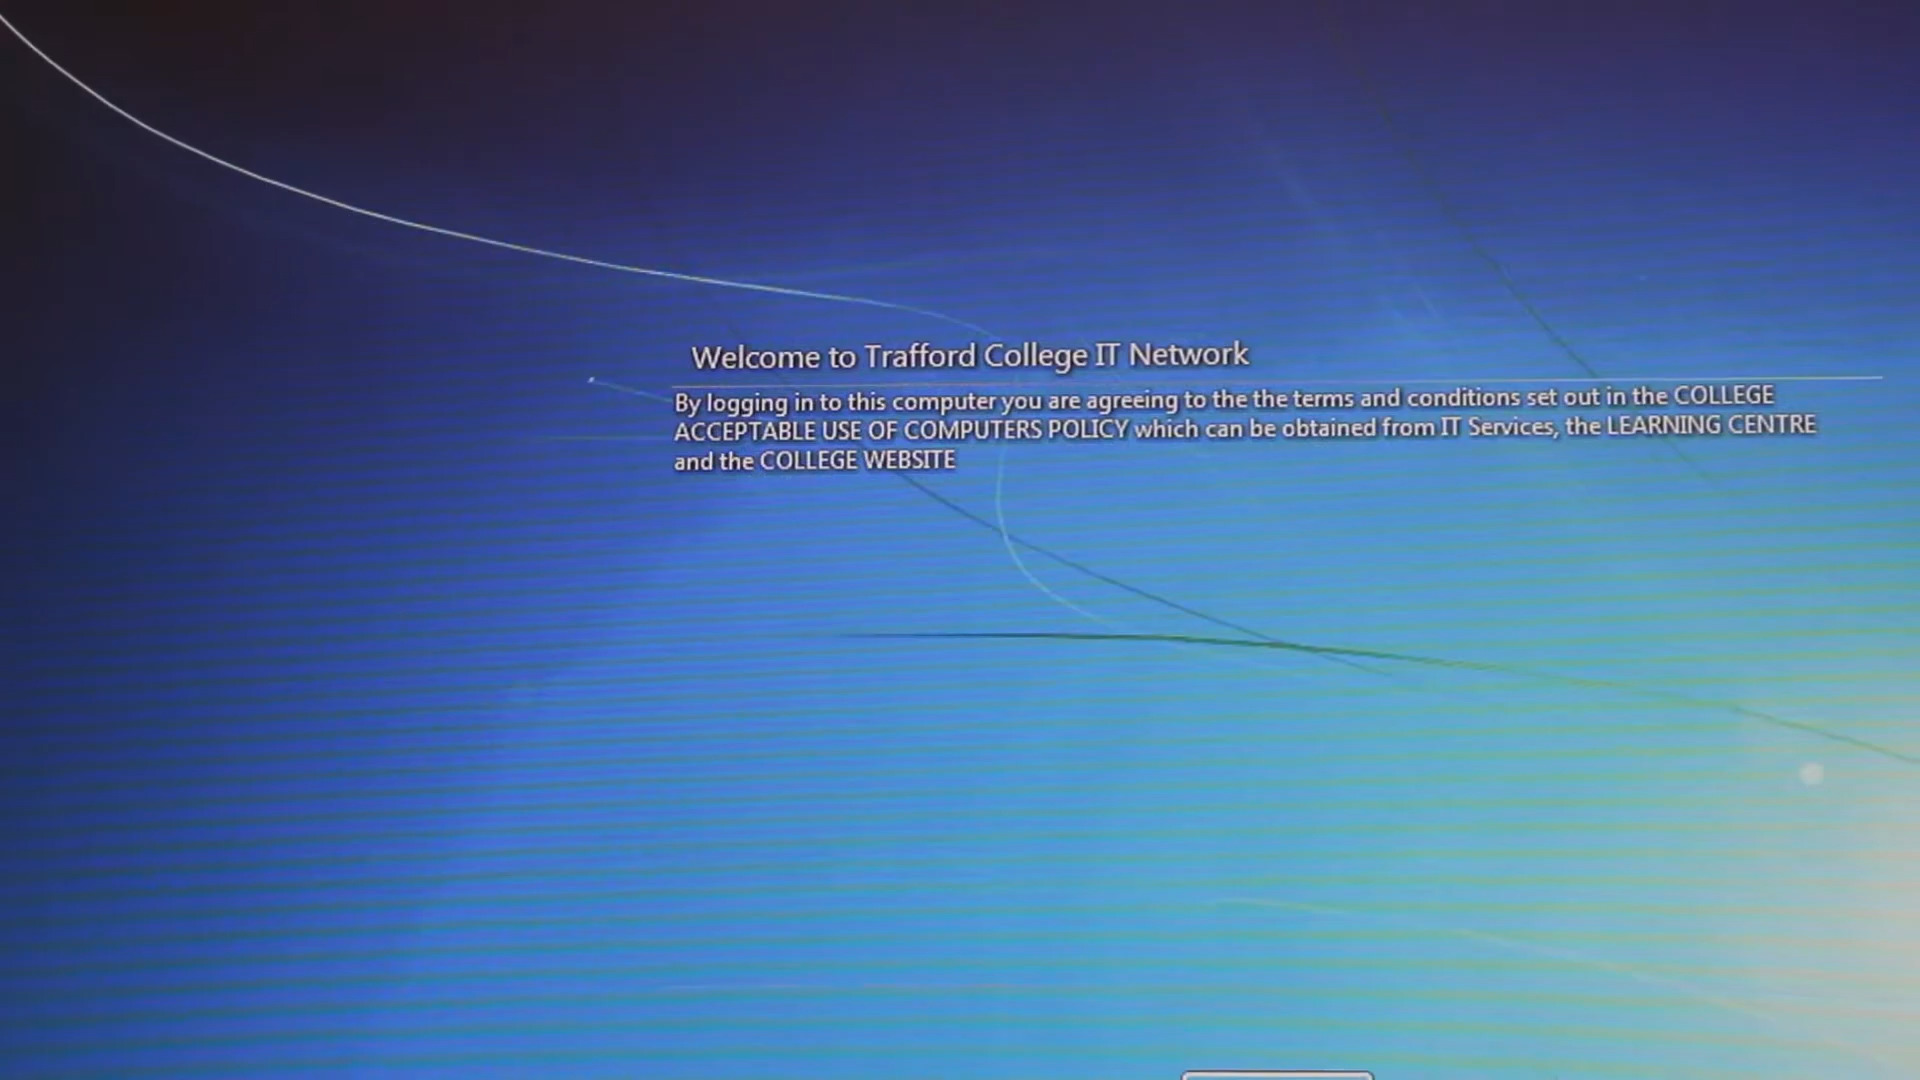 Welcome to Trafford College IT Network
By logging in to this computer you are agreeing to the the terms and conditions set out in the COLLEGE
ACCEPTABLE USE OF COMPUTERS POLICY which can be obtained from IT Services, the LEARNING CENTRE
and the COLLEGE WEBSITE